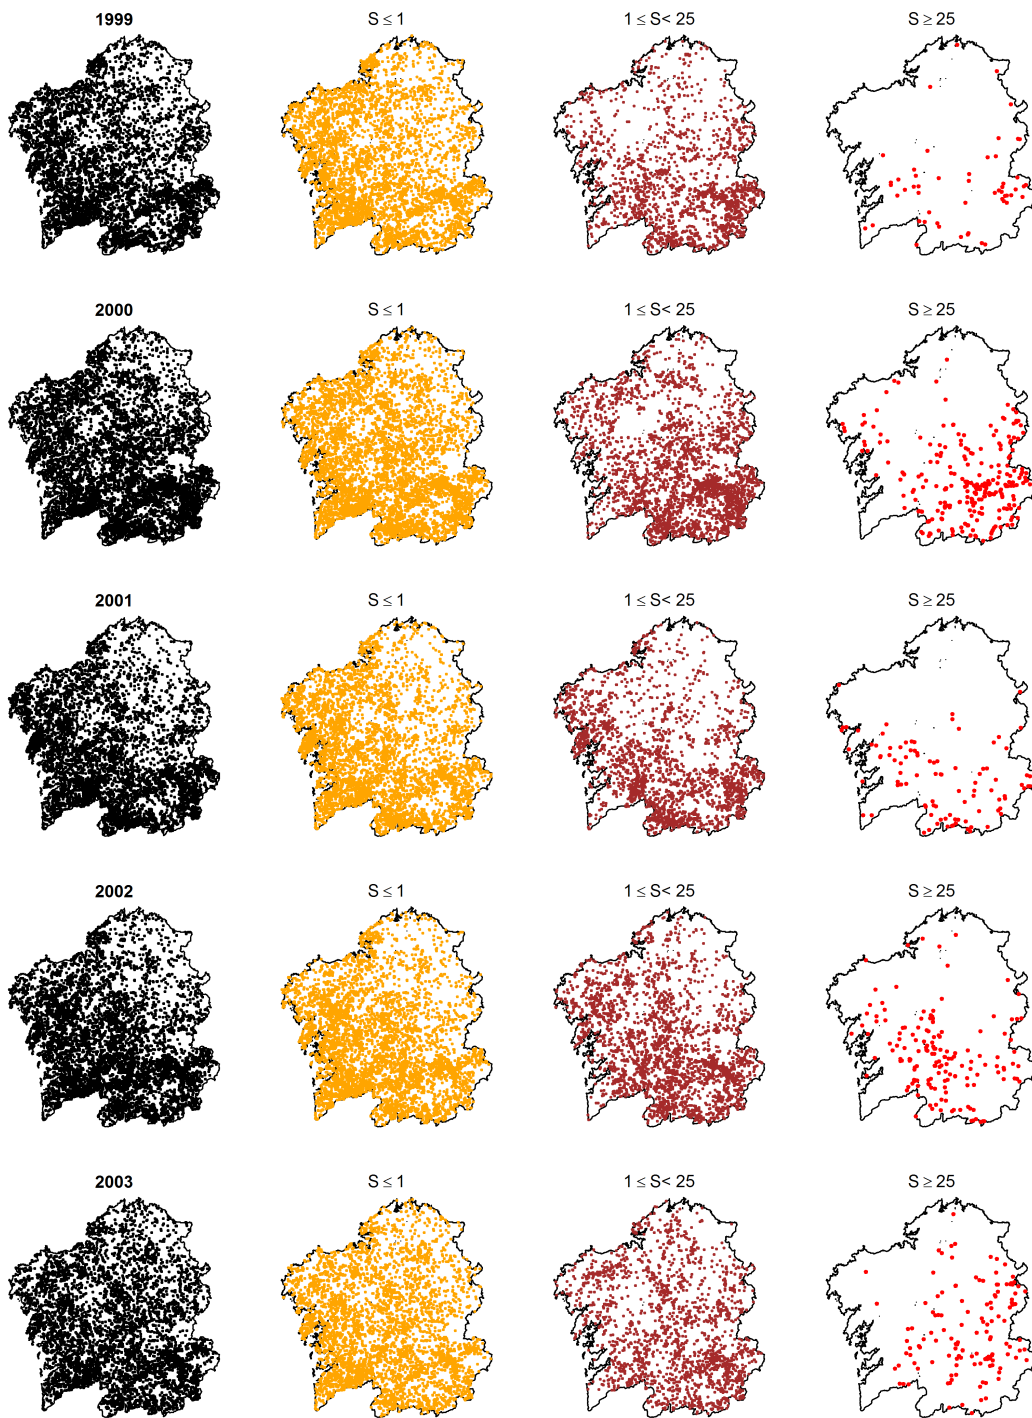 1999 S ≤ 1 1 ≤ S< 25 S ≥ 25
2000 S ≤ 1 1 ≤ S< 25 S ≥ 25
2001 S ≤ 1 1 ≤ S< 25 S ≥ 25
2002 S ≤ 1 1 ≤ S< 25 S ≥ 25
2003 S ≤ 1 1 ≤ S< 25 S ≥ 25